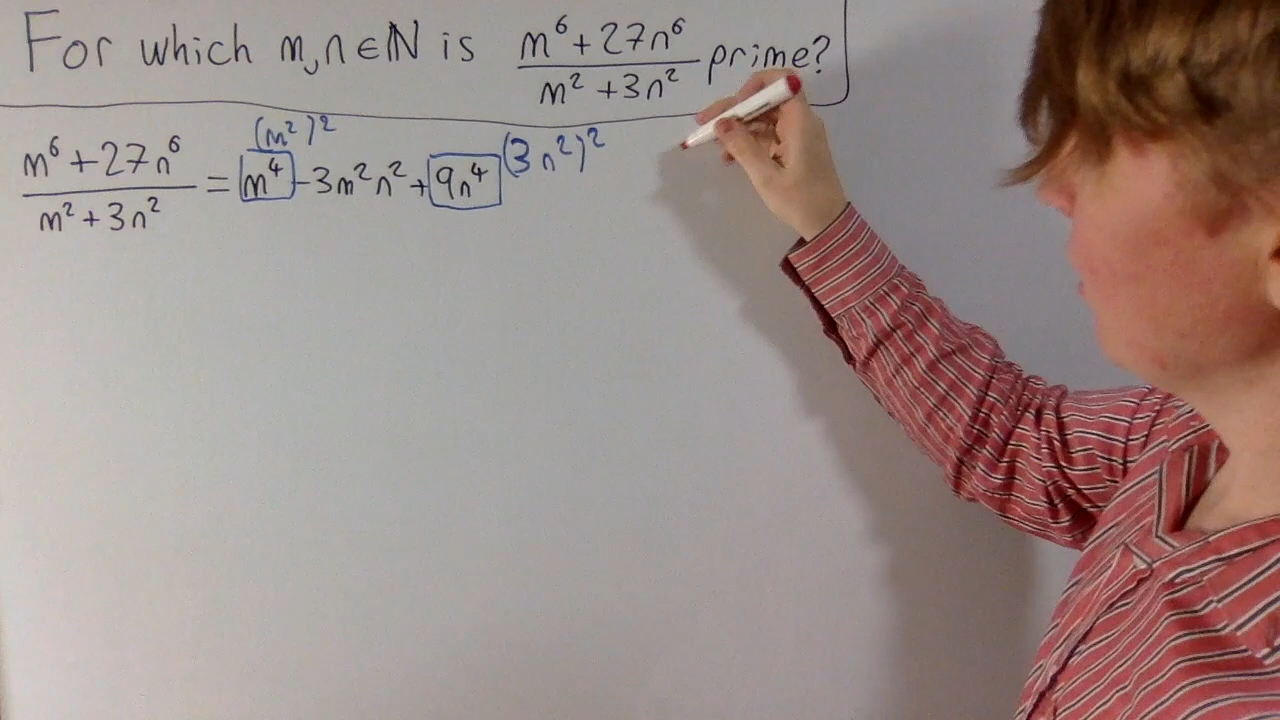 For which m,n∈ℕ is (m⁶+27n⁶)/(m²+3n²) prime?
(m²)²
(m⁶+27n⁶)/(m²+3n²) = m⁴-3m²n²+9n⁴ (3n²)²